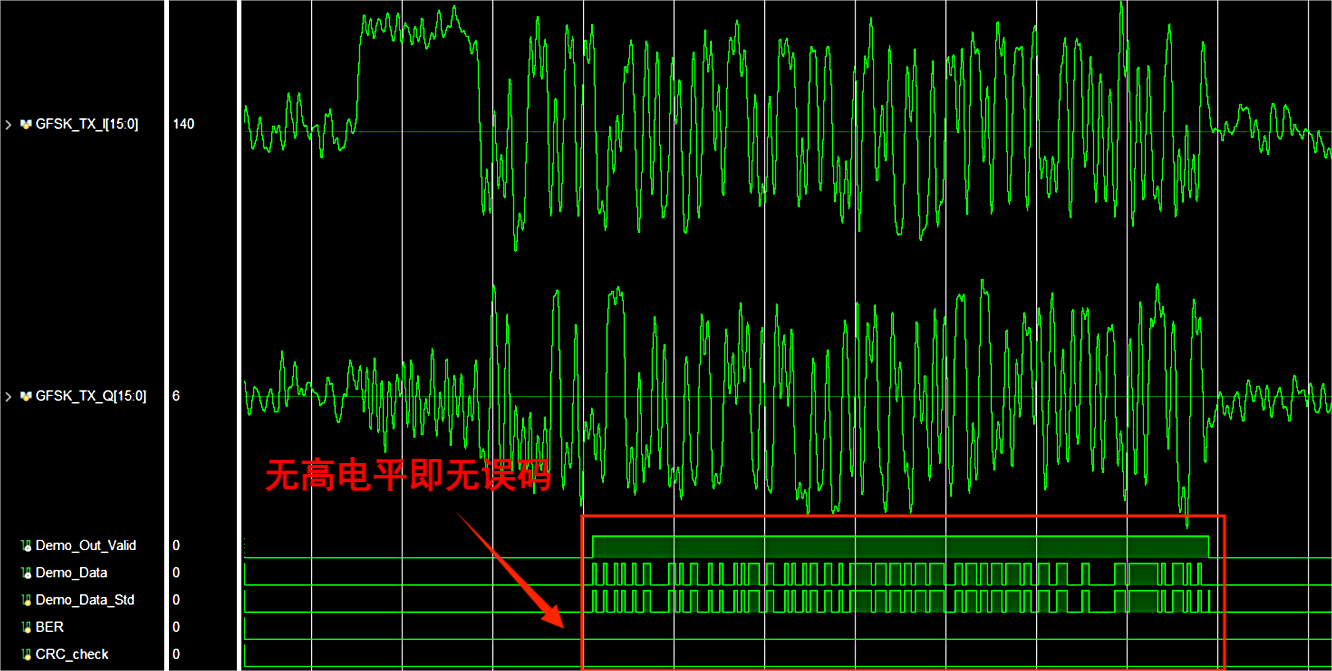 GFSK_TX_I[15:0] 140
GFSK_TX_Q[15:0] 6
无高电平即无误码
Demo_Out_Valid 0
Demo_Data 0
Demo_Data_Std 0
BER 0
CRC_check 0